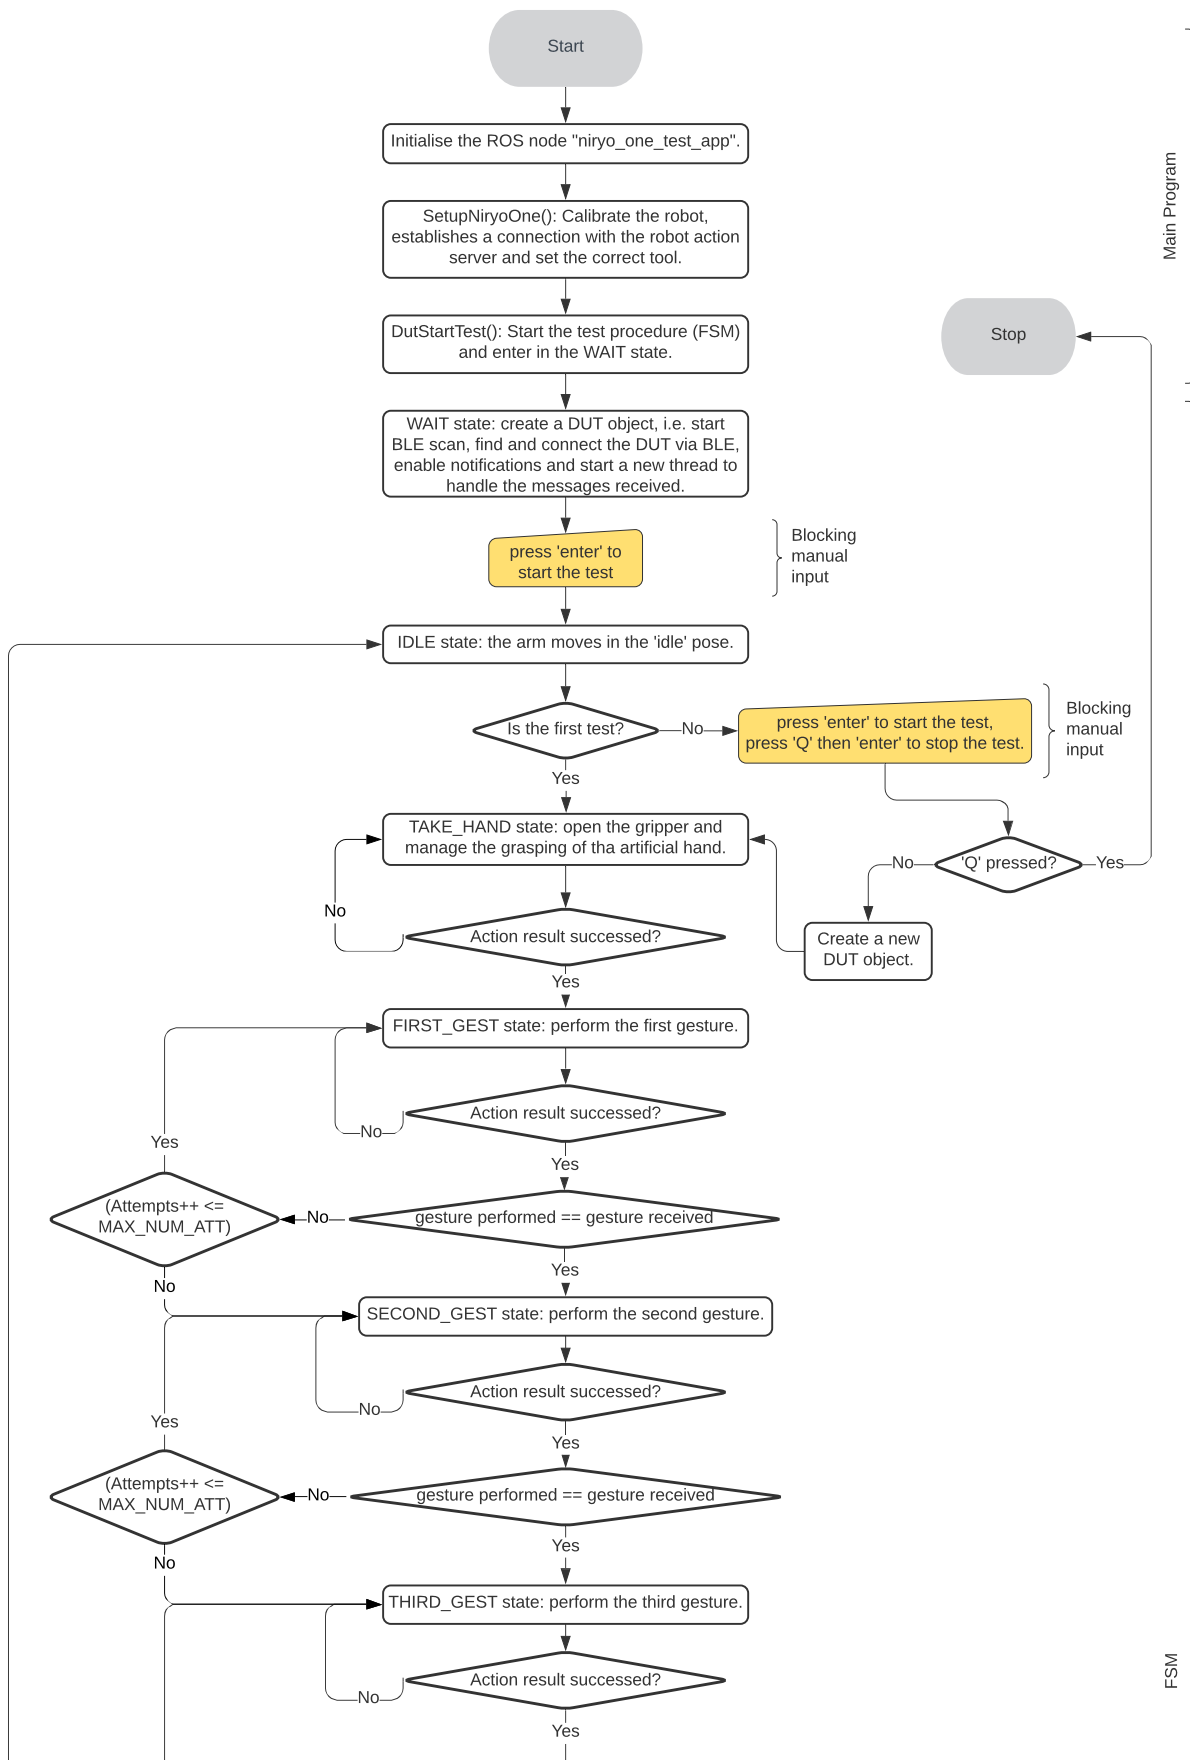 Start
Initialise the ROS node "niryo_one_test_app".
Main Program
SetupNiryoOne(): Calibrate the robot,
establishes a connection with the robot action
server and set the correct tool.
DutStartTest(): Start the test procedure (FSM)
and enter in the WAIT state.
Stop
WAIT state: create a DUT object, i.e. start
BLE scan, find and connect the DUT via BLE,
enable notifications and start a new thread to
handle the messages received.
press 'enter' to
start the test
Blocking
manual
input
IDLE state: the arm moves in the 'idle' pose.
Is the first test?
No
press 'enter' to start the test,
press 'Q' then 'enter' to stop the test.
Blocking
manual
input
Yes
TAKE_HAND state: open the gripper and
manage the grasping of tha artificial hand.
No
'Q' pressed?
Yes
No
Action result successed?
Create a new
DUT object.
Yes
FIRST_GEST state: perform the first gesture.
Action result successed?
No
Yes
Yes
(Attempts++ <=
MAX_NUM_ATT)
No
gesture performed == gesture received
No
Yes
SECOND_GEST state: perform the second gesture.
Action result successed?
No
Yes
Yes
(Attempts++ <=
MAX_NUM_ATT)
No
gesture performed == gesture received
No
Yes
THIRD_GEST state: perform the third gesture.
Action result successed?
No
Yes
FSM